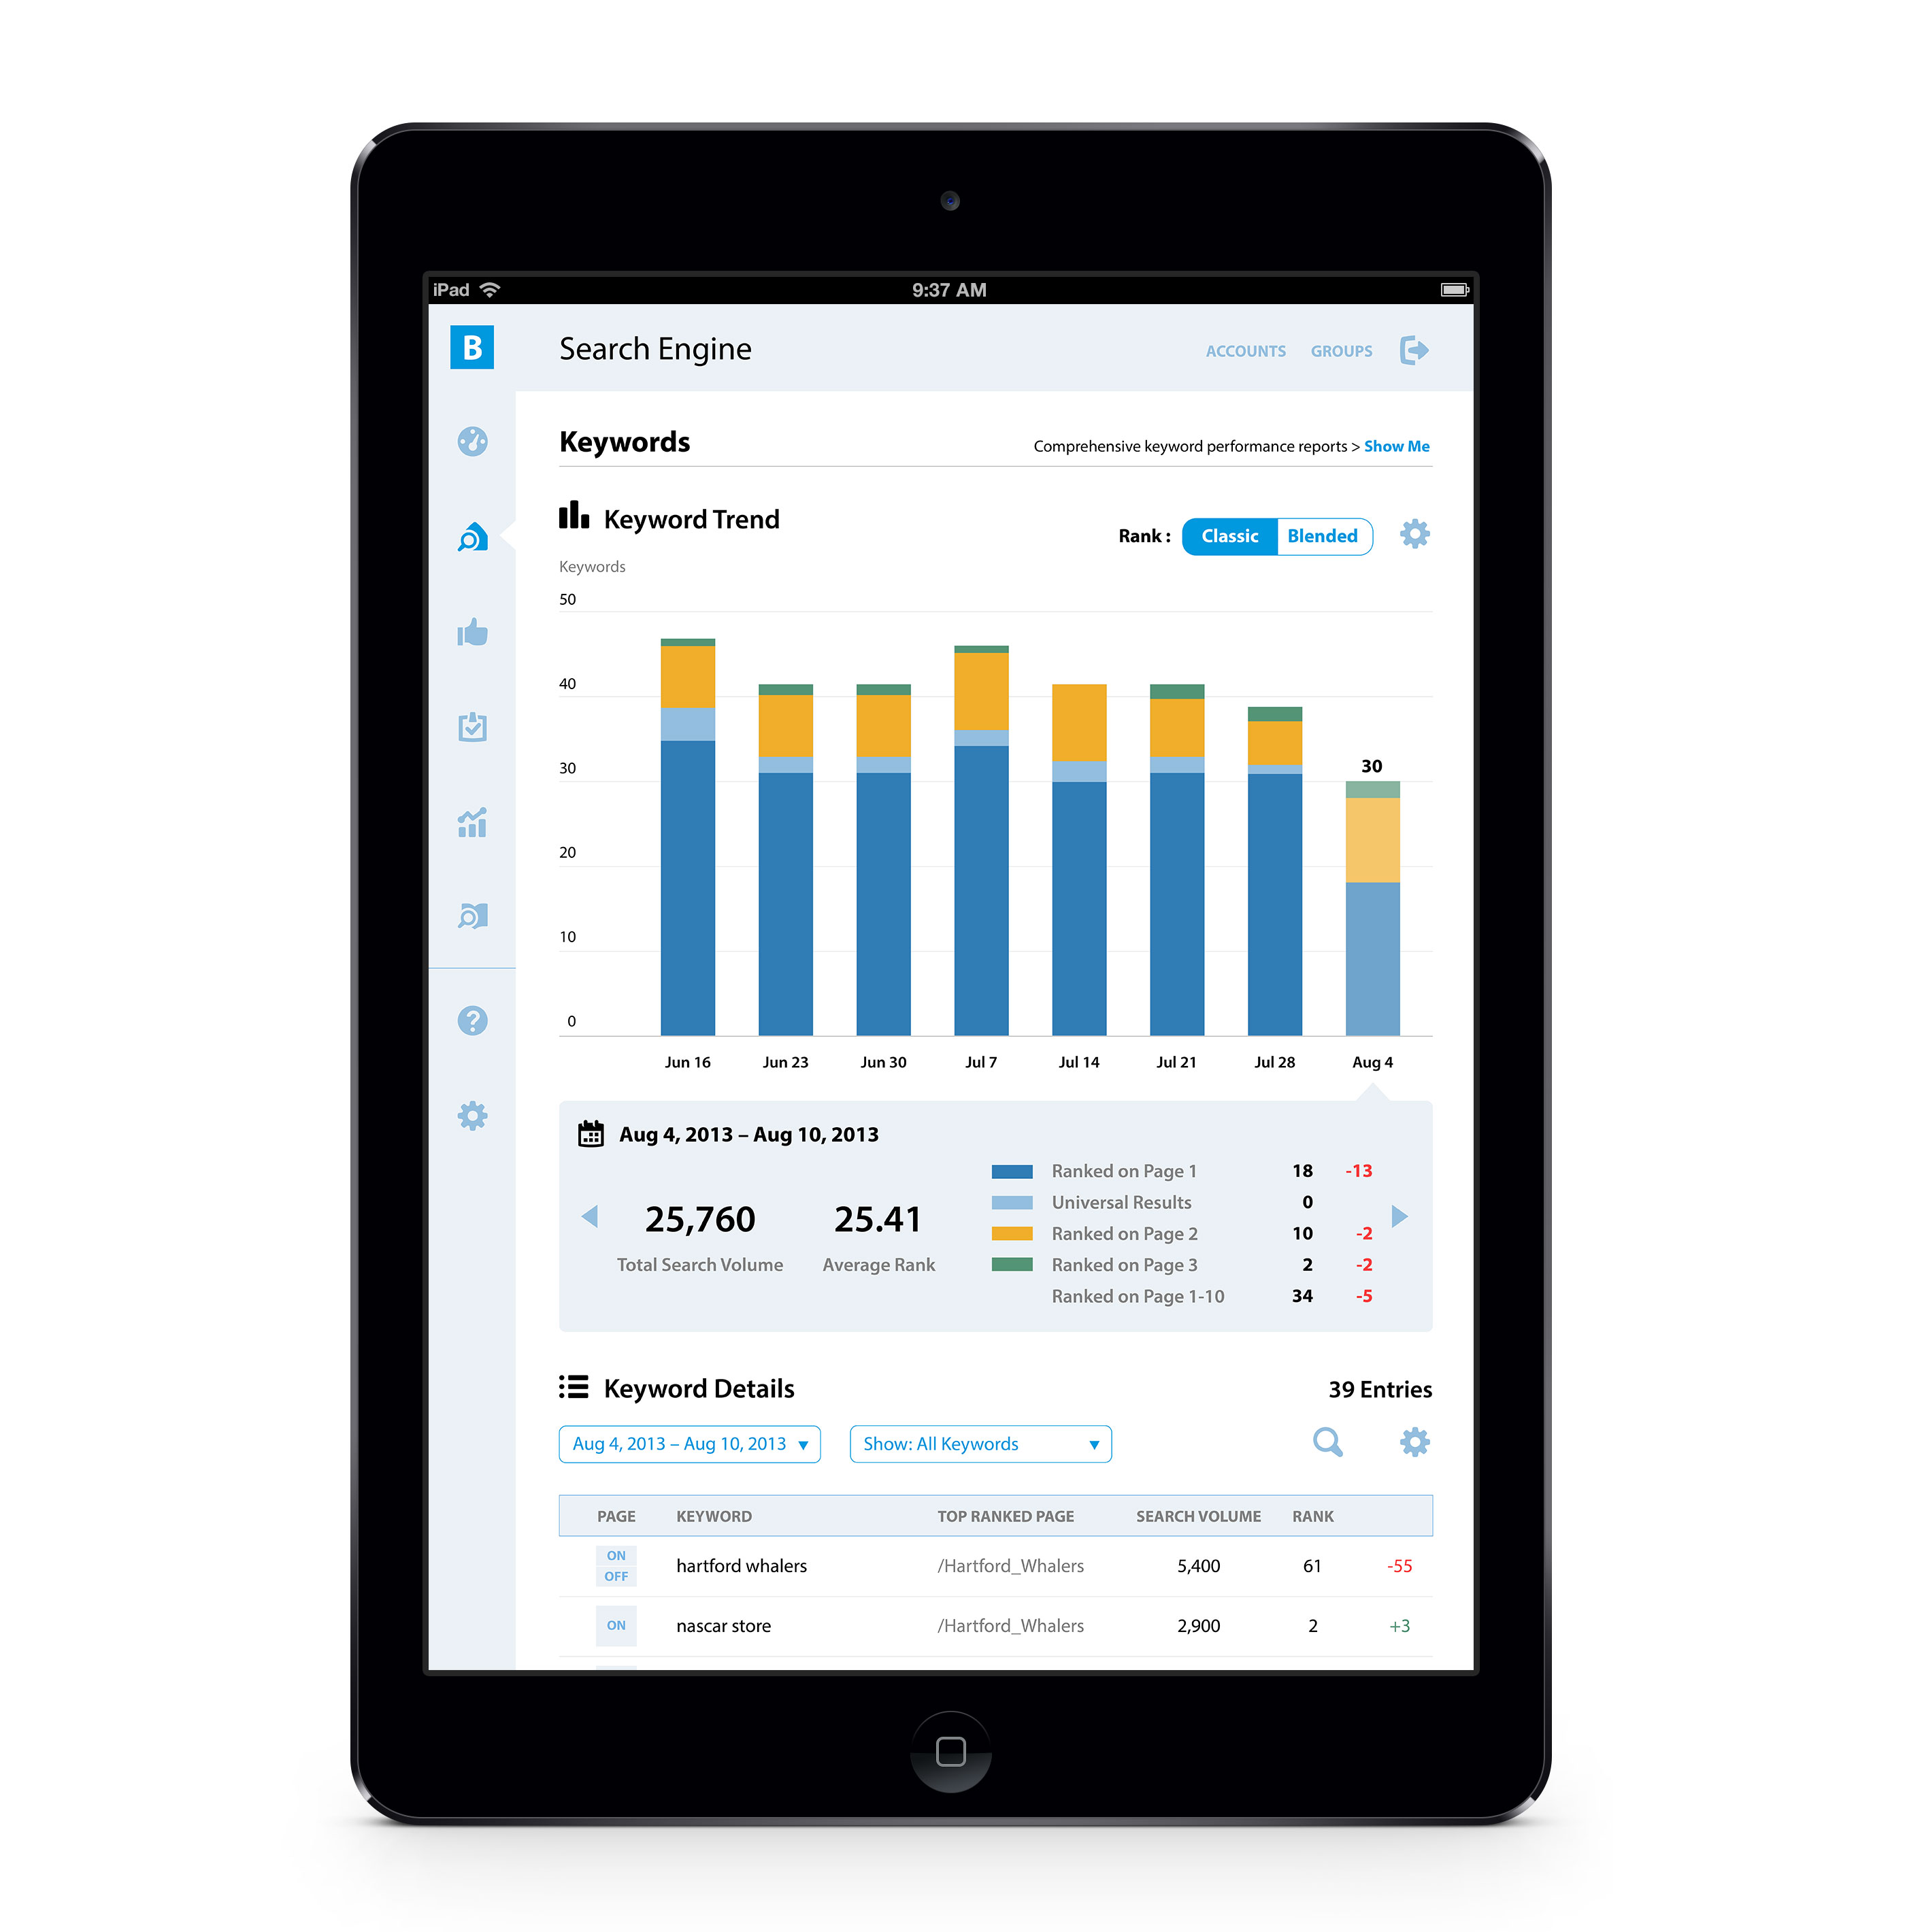 iPad 9:37 AM
B Search Engine ACCOUNTS GROUPS
Keywords Comprehensive keyword performance reports > Show Me
Keyword Trend
Rank : Classic Blended
Keywords
50
40
30
30
20
10
0
Jun 16 Jun 23 Jun 30 Jul 7 Jul 14 Jul 21 Jul 28 Aug 4
Aug 4, 2013 – Aug 10, 2013
25,760
Total Search Volume
25.41
Average Rank
Ranked on Page 1 18 -13
Universal Results 0
Ranked on Page 2 10 -2
Ranked on Page 3 2 -2
Ranked on Page 1-10 34 -5
Keyword Details 39 Entries
Aug 4, 2013 – Aug 10, 2013 ▼ Show: All Keywords ▼
PAGE KEYWORD TOP RANKED PAGE SEARCH VOLUME RANK
ON
OFF
hartford whalers /Hartford_Whalers 5,400 61 -55
ON nascar store /Hartford_Whalers 2,900 2 +3